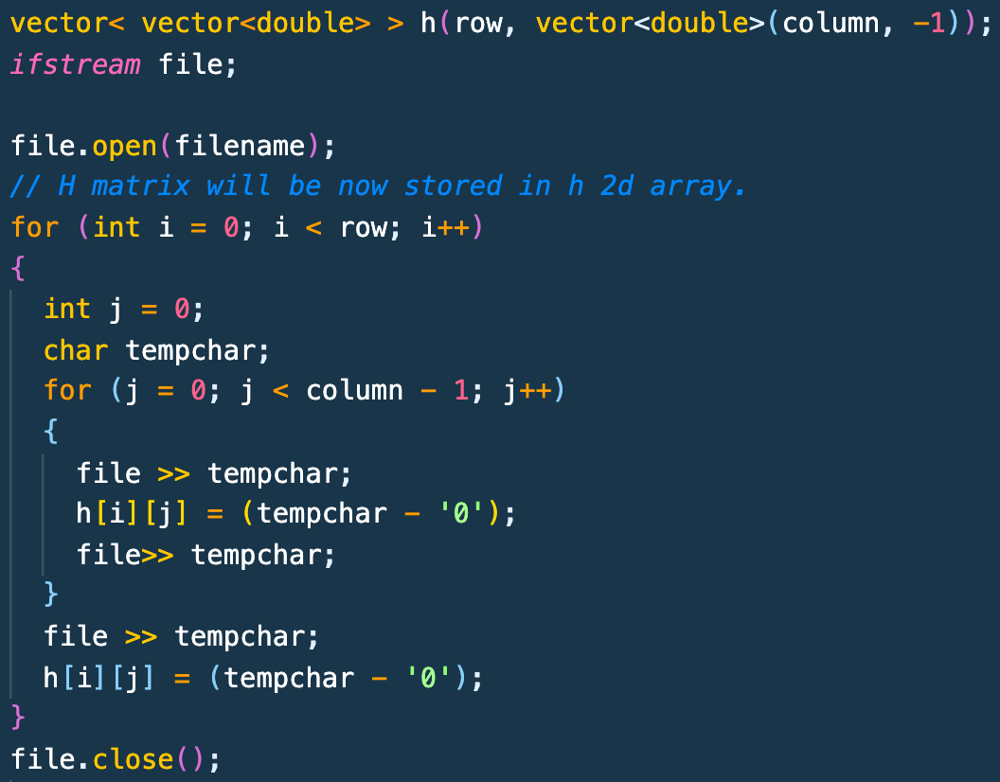 vector< vector<double> > h(row, vector<double>(column, -1));
ifstream file;

file.open(filename);
// H matrix will be now stored in h 2d array.
for (int i = 0; i < row; i++)
{
  int j = 0;
  char tempchar;
  for (j = 0; j < column - 1; j++)
  {
    file >> tempchar;
    h[i][j] = (tempchar - '0');
    file>> tempchar;
  }
  file >> tempchar;
  h[i][j] = (tempchar - '0');
}
file.close();